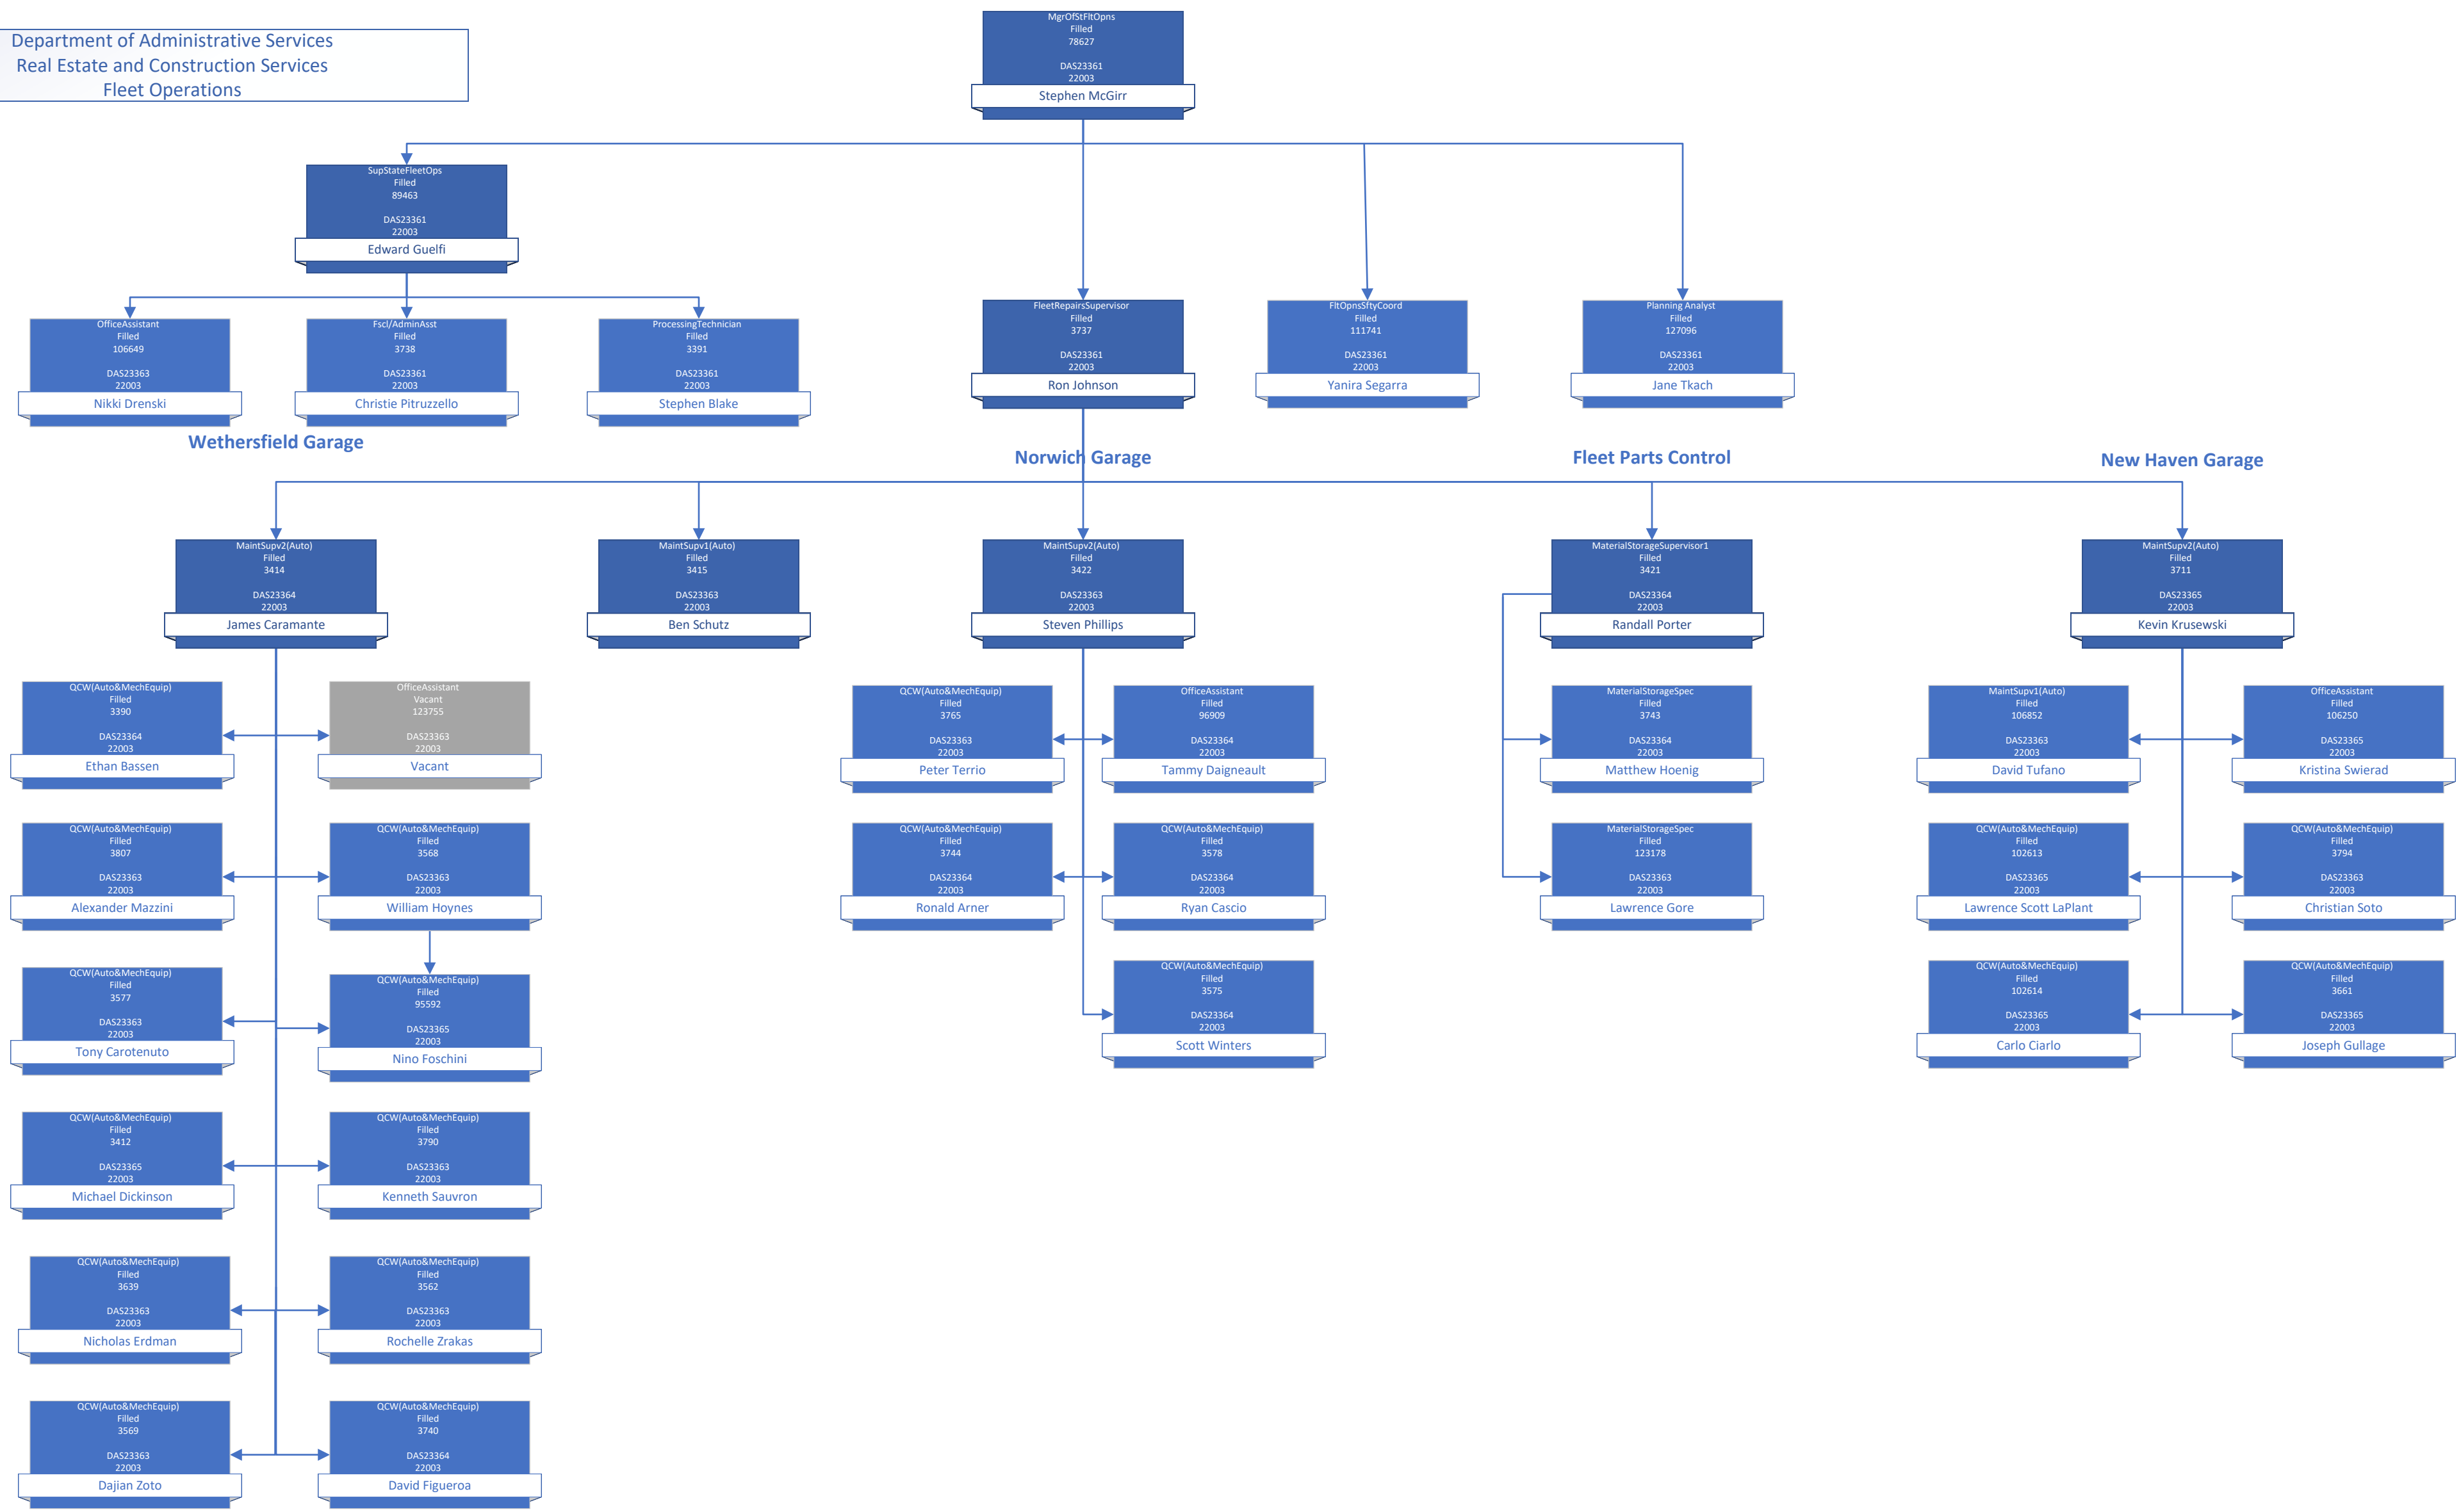 Department of Administrative Services
Real Estate and Construction Services
Fleet Operations
MgrOfStFltOpns
Filled
78627
DAS23361
22003
Stephen McGirr
SupStateFleetOps
Filled
89463
DAS23361
22003
Edward Guelfi
OfficeAssistant
Filled
106649
DAS23363
22003
Nikki Drenski
Fscl/AdminAsst
Filled
3738
DAS23361
22003
Christie Pitruzzello
ProcessingTechnician
Filled
3391
DAS23361
22003
Stephen Blake
FleetRepairsSupervisor
Filled
3737
DAS23361
22003
Ron Johnson
FltOpnsSftyCoord
Filled
111741
DAS23361
22003
Yanira Segarra
Planning Analyst
Filled
127096
DAS23361
22003
Jane Tkach
Wethersfield Garage
Norwich Garage
Fleet Parts Control
New Haven Garage
MaintSupv2(Auto)
Filled
3414
DAS23364
22003
James Caramante
MaintSupv1(Auto)
Filled
3415
DAS23363
22003
Ben Schutz
MaintSupv2(Auto)
Filled
3422
DAS23363
22003
Steven Phillips
MaterialStorageSupervisor1
Filled
3421
DAS23364
22003
Randall Porter
MaintSupv2(Auto)
Filled
3711
DAS23365
22003
Kevin Krusewski
QCW(Auto&MechEquip)
Filled
3390
DAS23364
22003
Ethan Bassen
OfficeAssistant
Vacant
123755
DAS23363
22003
Vacant
QCW(Auto&MechEquip)
Filled
3765
DAS23363
22003
Peter Terrio
OfficeAssistant
Filled
96909
DAS23364
22003
Tammy Daigneault
MaterialStorageSpec
Filled
3743
DAS23364
22003
Matthew Hoenig
MaintSupv1(Auto)
Filled
106852
DAS23363
22003
David Tufano
OfficeAssistant
Filled
106250
DAS23365
22003
Kristina Swierad
QCW(Auto&MechEquip)
Filled
3807
DAS23363
22003
Alexander Mazzini
QCW(Auto&MechEquip)
Filled
3568
DAS23363
22003
William Hoynes
QCW(Auto&MechEquip)
Filled
3744
DAS23364
22003
Ronald Arner
QCW(Auto&MechEquip)
Filled
3578
DAS23364
22003
Ryan Cascio
MaterialStorageSpec
Filled
123178
DAS23363
22003
Lawrence Gore
QCW(Auto&MechEquip)
Filled
102613
DAS23365
22003
Lawrence Scott LaPlant
QCW(Auto&MechEquip)
Filled
3794
DAS23363
22003
Christian Soto
QCW(Auto&MechEquip)
Filled
3577
DAS23363
22003
Tony Carotenuto
QCW(Auto&MechEquip)
Filled
95592
DAS23365
22003
Nino Foschini
QCW(Auto&MechEquip)
Filled
3575
DAS23364
22003
Scott Winters
QCW(Auto&MechEquip)
Filled
102614
DAS23365
22003
Carlo Ciarlo
QCW(Auto&MechEquip)
Filled
3661
DAS23365
22003
Joseph Gullage
QCW(Auto&MechEquip)
Filled
3412
DAS23365
22003
Michael Dickinson
QCW(Auto&MechEquip)
Filled
3790
DAS23363
22003
Kenneth Sauvron
QCW(Auto&MechEquip)
Filled
3639
DAS23363
22003
Nicholas Erdman
QCW(Auto&MechEquip)
Filled
3562
DAS23363
22003
Rochelle Zrakas
QCW(Auto&MechEquip)
Filled
3569
DAS23363
22003
Dajian Zoto
QCW(Auto&MechEquip)
Filled
3740
DAS23364
22003
David Figueroa